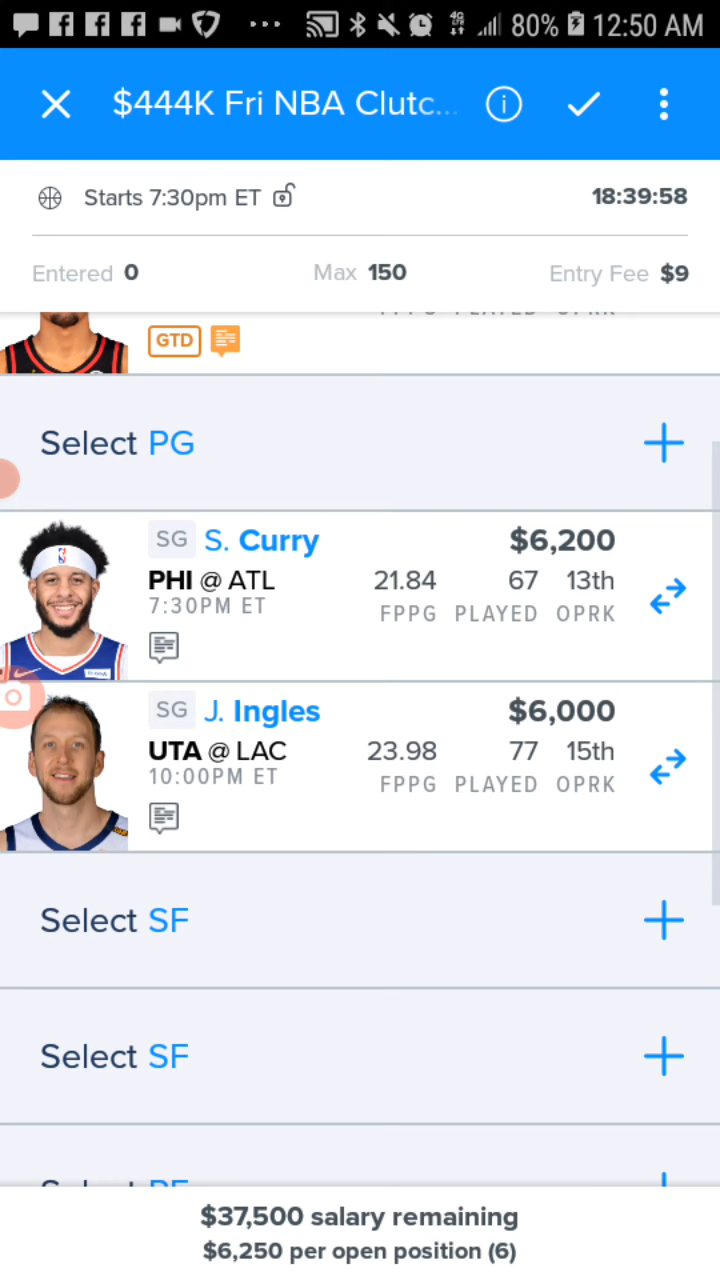 80% 12:50 AM
$444K Fri NBA Clutc...
Starts 7:30pm ET 18:39:58
Entered 0 Max 150 Entry Fee $9
GTD
Select PG
SG S. Curry $6,200
PHI @ ATL 21.84 67 13th
7:30PM ET FPPG PLAYED OPRK
SG J. Ingles $6,000
UTA @ LAC 23.98 77 15th
10:00PM ET FPPG PLAYED OPRK
Select SF
Select SF
$37,500 salary remaining
$6,250 per open position (6)